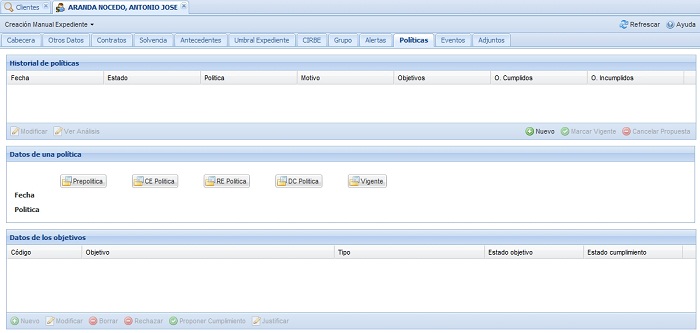 Clientes ARANDA NOCEDO, ANTONIO JOSE
Creación Manual Expediente Refrescar Ayuda
Cabecera Otros Datos Contratos Solvencia Antecedentes Umbral Expediente CIRBE Grupo Alertas Políticas Eventos Adjuntos
Historial de políticas
Fecha Estado Política Motivo Objetivos O. Cumplidos O. Incumplidos
Modificar Ver Análisis Nuevo Marcar Vigente Cancelar Propuesta
Datos de una política
Prepolítica CE Política RE Política DC Política Vigente
Fecha
Política
Datos de los objetivos
Código Objetivo Tipo Estado objetivo Estado cumplimiento
Nuevo Modificar Borrar Rechazar Proponer Cumplimiento Justificar